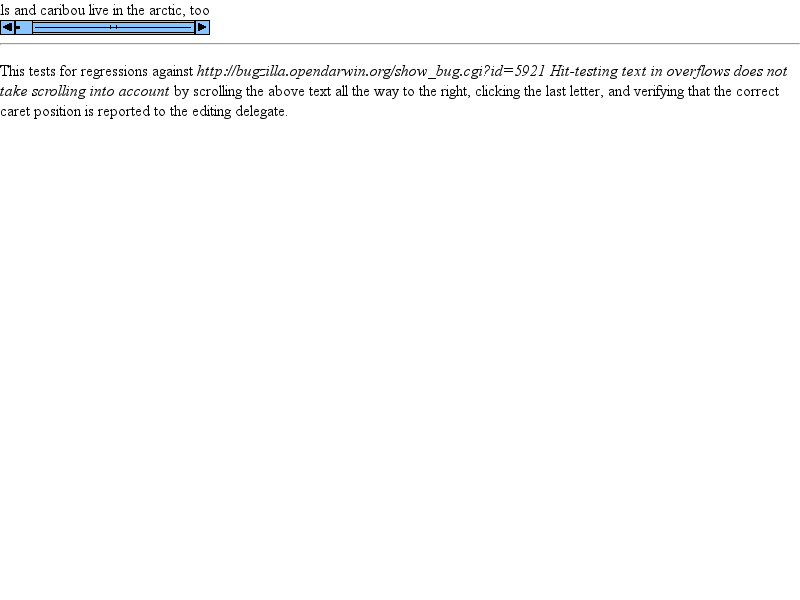 ls and caribou live in the arctic, too
This tests for regressions against http://bugzilla.opendarwin.org/show_bug.cgi?id=5921 Hit-testing text in overflows does not
take scrolling into account by scrolling the above text all the way to the right, clicking the last letter, and verifying that the correct
caret position is reported to the editing delegate.